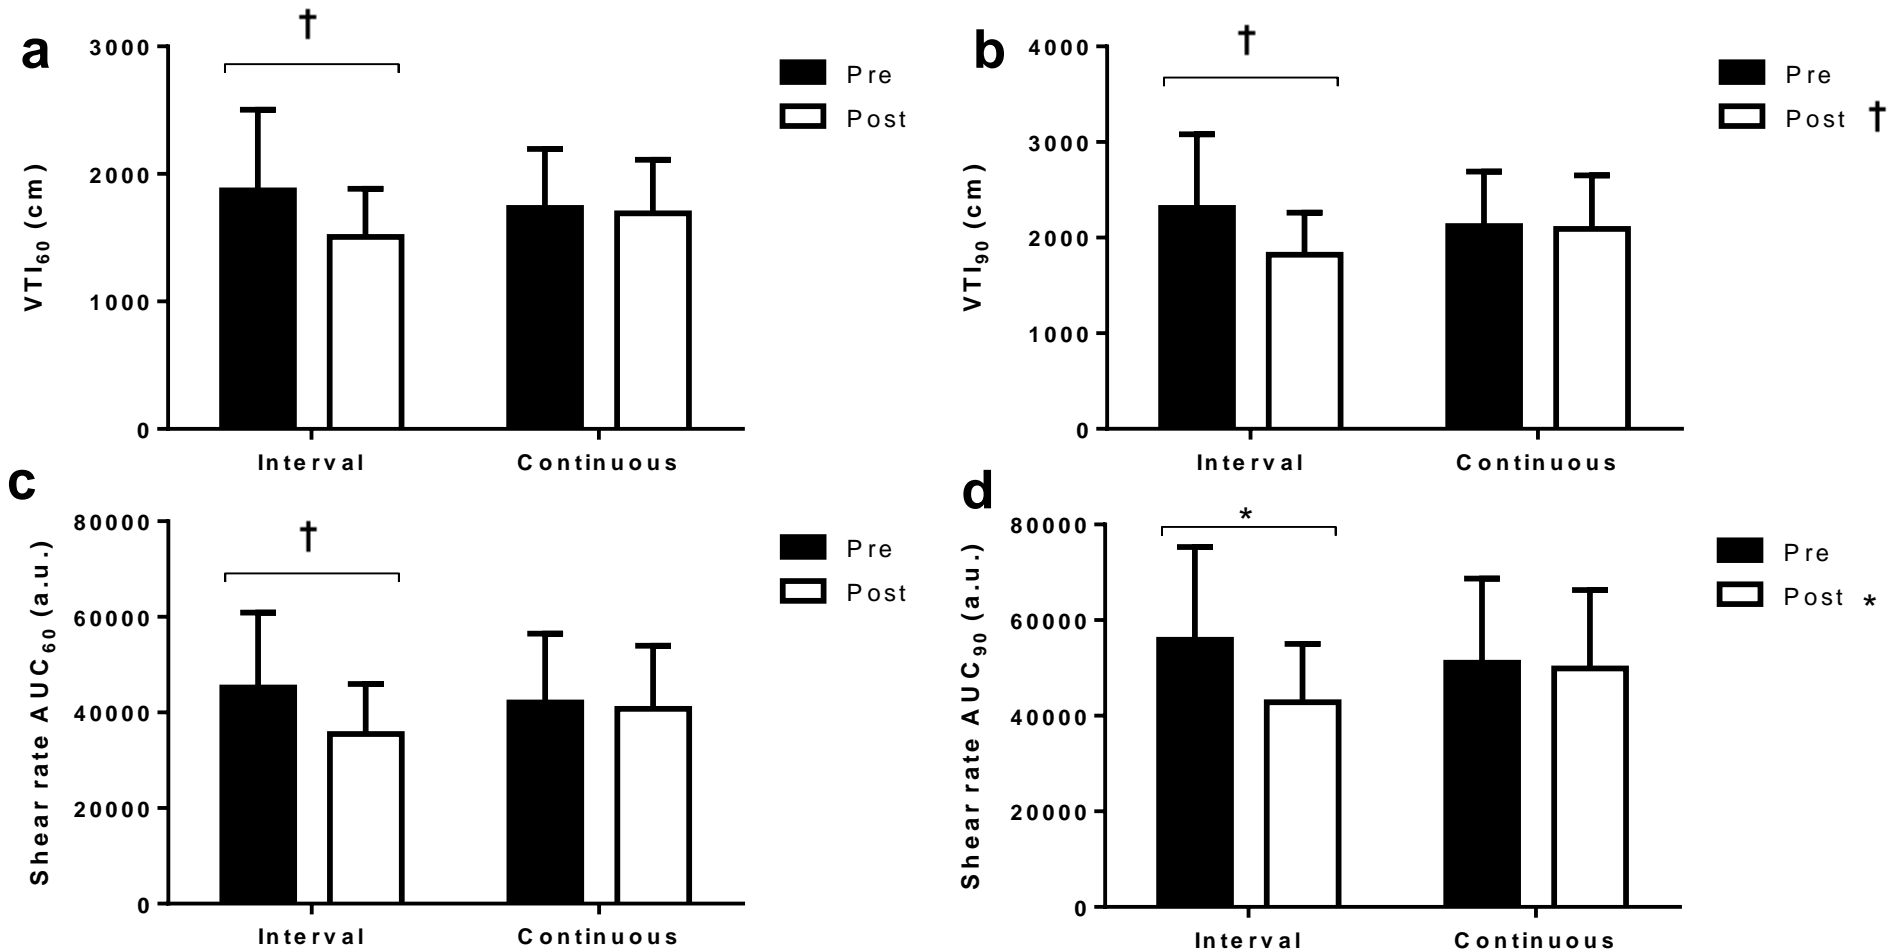 a
†
3000
2000
1000
0
VTI60 (cm)
Interval
Continuous
Pre
Post
b
†
4000
3000
2000
1000
0
VTI90 (cm)
Interval
Continuous
Pre
Post †
c
†
80000
60000
40000
20000
0
Shear rate AUC60 (a.u.)
Interval
Continuous
Pre
Post
d
*
80000
60000
40000
20000
0
Shear rate AUC90 (a.u.)
Interval
Continuous
Pre
Post *